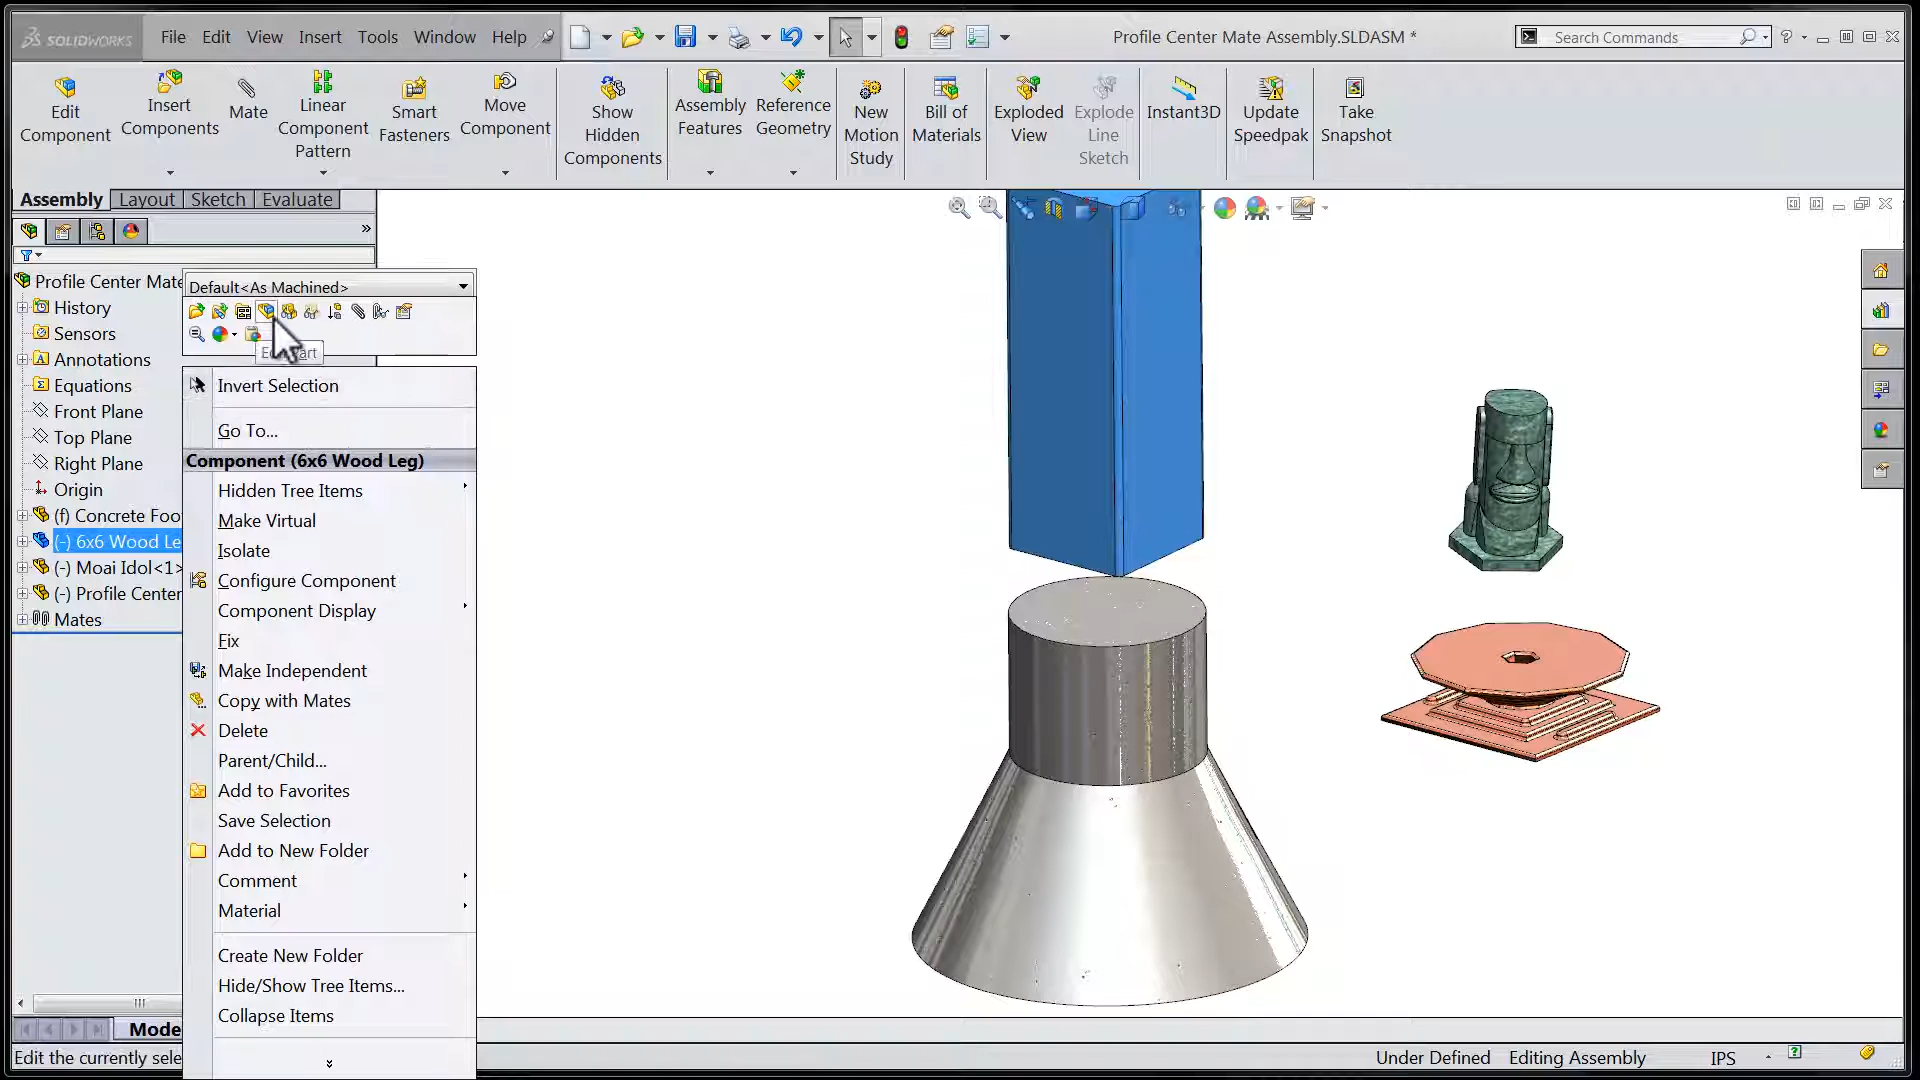 SOLIDWORKS File Edit View Insert Tools Window Help
Profile Center Mate Assembly.SLDASM *
Search Commands
Edit Component
Insert Components
Mate
Linear Component Pattern
Smart Fasteners
Move Component
Show Hidden Components
Assembly Features
Reference Geometry
New Motion Study
Bill of Materials
Exploded View
Explode Line Sketch
Instant3D
Update Speedpak
Take Snapshot
Assembly Layout Sketch Evaluate
Profile Center Mate
History
Sensors
Annotations
Equations
Front Plane
Top Plane
Right Plane
Origin
(f) Concrete Foo
(-) 6x6 Wood Le
(-) Moai Idol<1>
(-) Profile Center
Mates
Default<As Machined>
Invert Selection
Go To...
Component (6x6 Wood Leg)
Hidden Tree Items
Make Virtual
Isolate
Configure Component
Component Display
Fix
Make Independent
Copy with Mates
Delete
Parent/Child...
Add to Favorites
Save Selection
Add to New Folder
Comment
Material
Create New Folder
Hide/Show Tree Items...
Collapse Items
Mode
Edit the currently sele
Under Defined Editing Assembly IPS